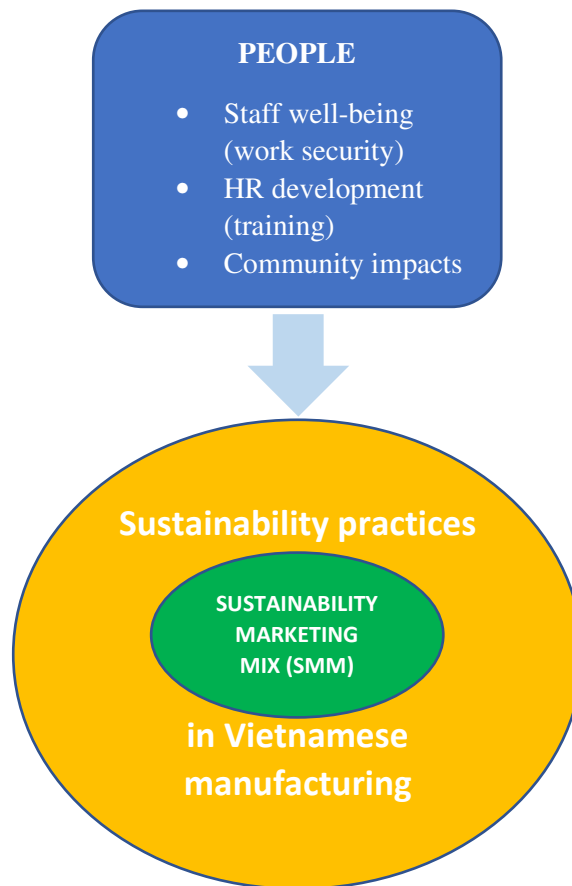 PEOPLE
• Staff well-being
(work security)
• HR development
(training)
• Community impacts
Sustainability practices
SUSTAINABILITY
MARKETING
MIX (SMM)
in Vietnamese
manufacturing